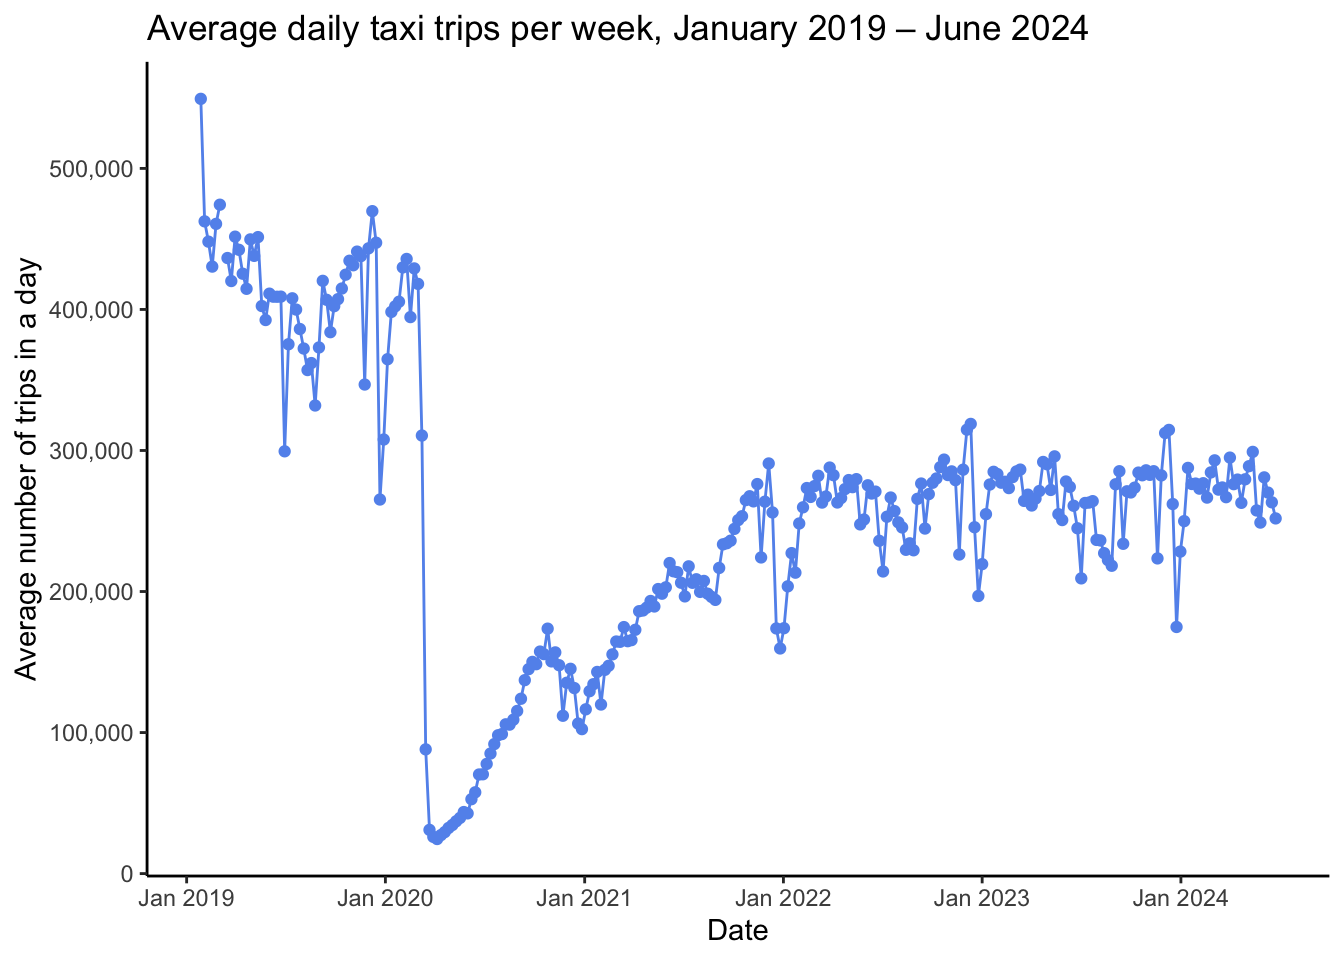 Average daily taxi trips per week, January 2019 – June 2024
Average number of trips in a day
500,000
400,000
300,000
200,000
100,000
0
Jan 2019
Jan 2020
Jan 2021
Jan 2022
Jan 2023
Jan 2024
Date